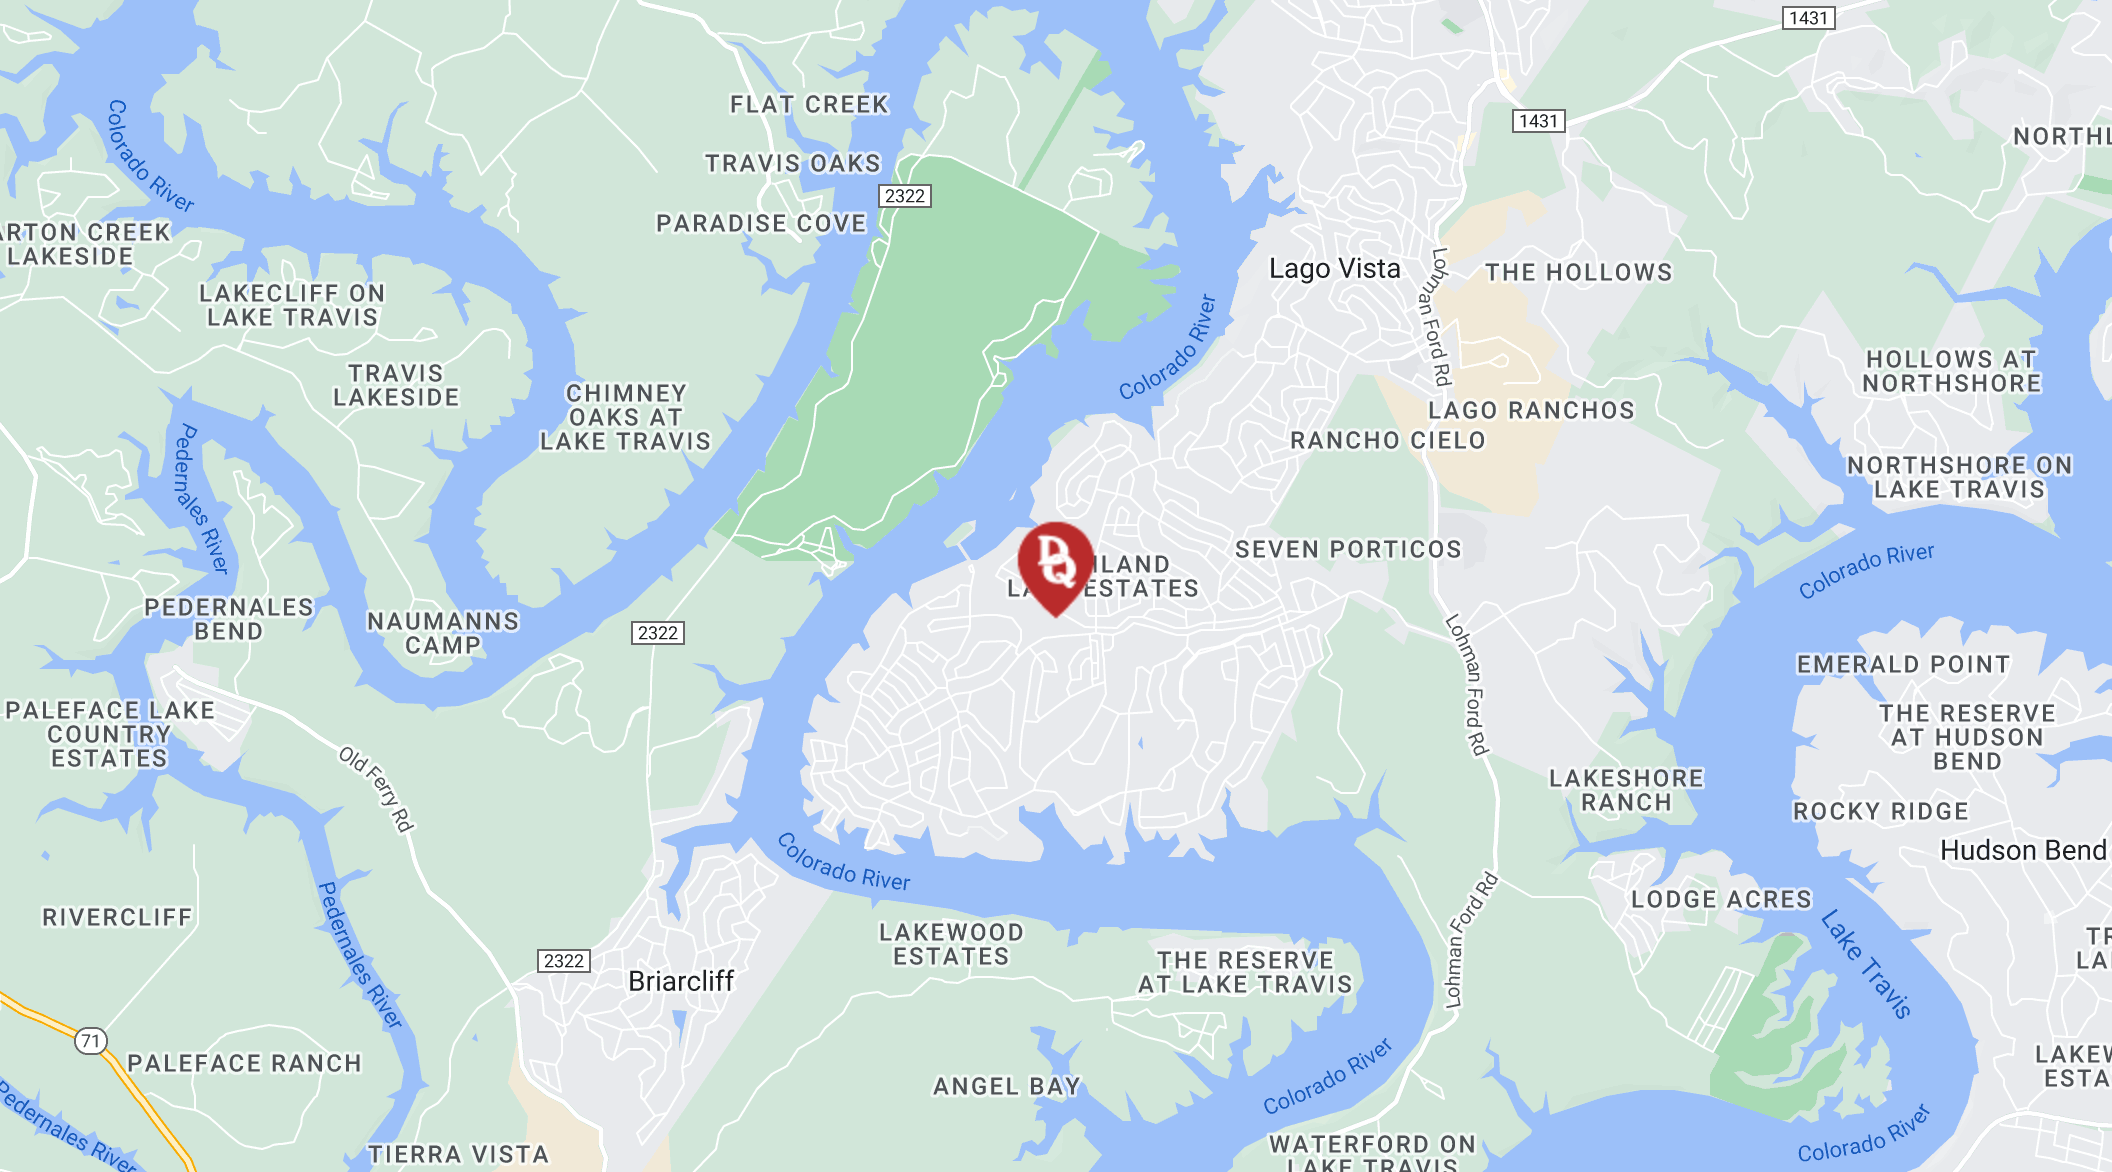 1431
FLAT CREEK
1431
Colorado River
NORTHL
TRAVIS OAKS
2322
PARADISE COVE
ARTON CREEK
LAKESIDE
Lago Vista
THE HOLLOWS
Lohman Ford Rd
LAKECLIFF ON
LAKE TRAVIS
Colorado River
TRAVIS
LAKESIDE
HOLLOWS AT
NORTHSHORE
CHIMNEY
OAKS AT
LAKE TRAVIS
LAGO RANCHOS
RANCHO CIELO
Pedernales River
NORTHSHORE ON
LAKE TRAVIS
SEVEN PORTICOS
DQ
HLAND
LA ESTATES
Colorado River
PEDERNALES
BEND
NAUMANNS
CAMP
2322
Lohman Ford Rd
EMERALD POINT
PALEFACE LAKE
COUNTRY
ESTATES
THE RESERVE
AT HUDSON
BEND
Old Ferry Rd
LAKESHORE
RANCH
ROCKY RIDGE
Colorado River
Hudson Bend
RIVERCLIFF
Pedernales River
LODGE ACRES
Lohman Ford Rd
Lake Travis
LAKEWOOD
ESTATES
TR
LA
2322
Briarcliff
THE RESERVE
AT LAKE TRAVIS
71
PALEFACE RANCH
LAKEW
ESTA
ANGEL BAY
Colorado River
Pedernales River
TIERRA VISTA
WATERFORD ON
LAKE TRAVIS
Colorado River